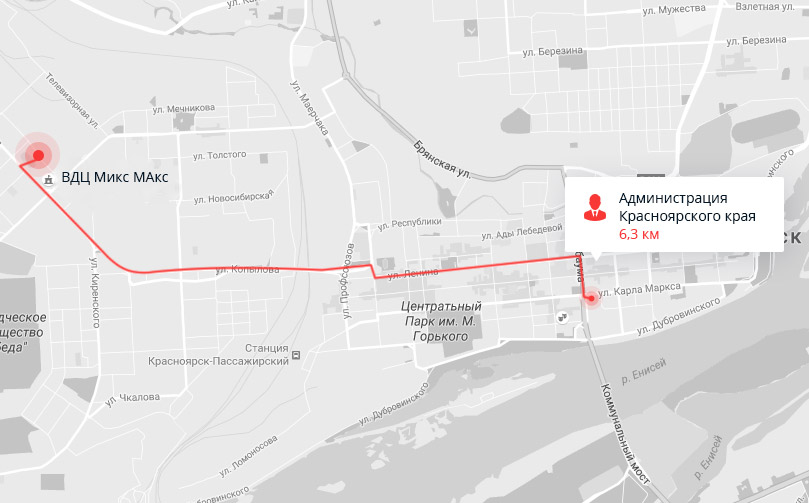 ул. Мужества
Взлетная ул.
ул. Березина
ул. Березина
Телевизорная ул.
ул. Мечникова
ул. Маерчака
Брянская ул.
ул. Толстого
ВДЦ Микс МАкс
ул. Новосибирская
Администрация
Красноярского края
6,3 км
ул. Республики
ул. Ады Лебедевой
ск
ул. Дубровинского
ул. Киренского
ул. Копылова
ул. Профсоюзов
ул. Ленина
ул. Карла Маркса
ул. Дубровинского
Центратьный
Парк им. М.
Горького
дческое
щество
беда"
Станция
Красноярск-Пассажирский
ул. Чкалова
ул. Дубровинского
р. Енисей
Коммунальный мост
р. Енисей
ул. Ломоносова